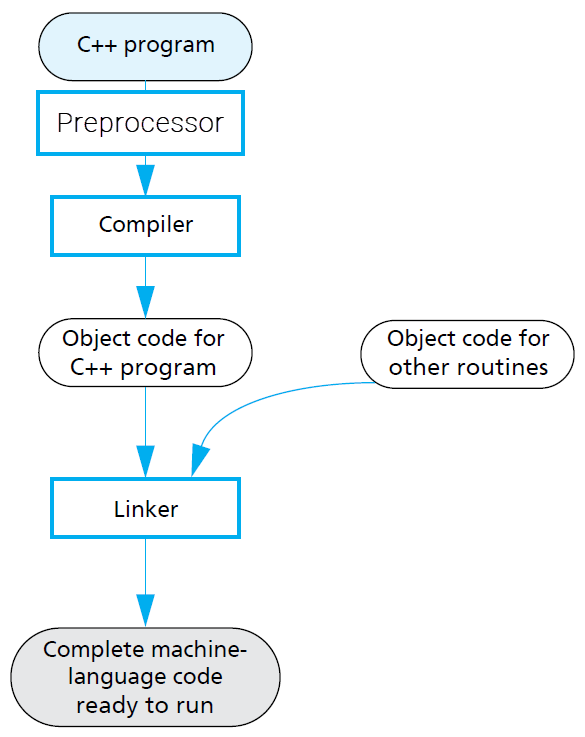 C++ program
Preprocessor
Compiler
Object code for
C++ program
Object code for
other routines
Linker
Complete machine-
language code
ready to run